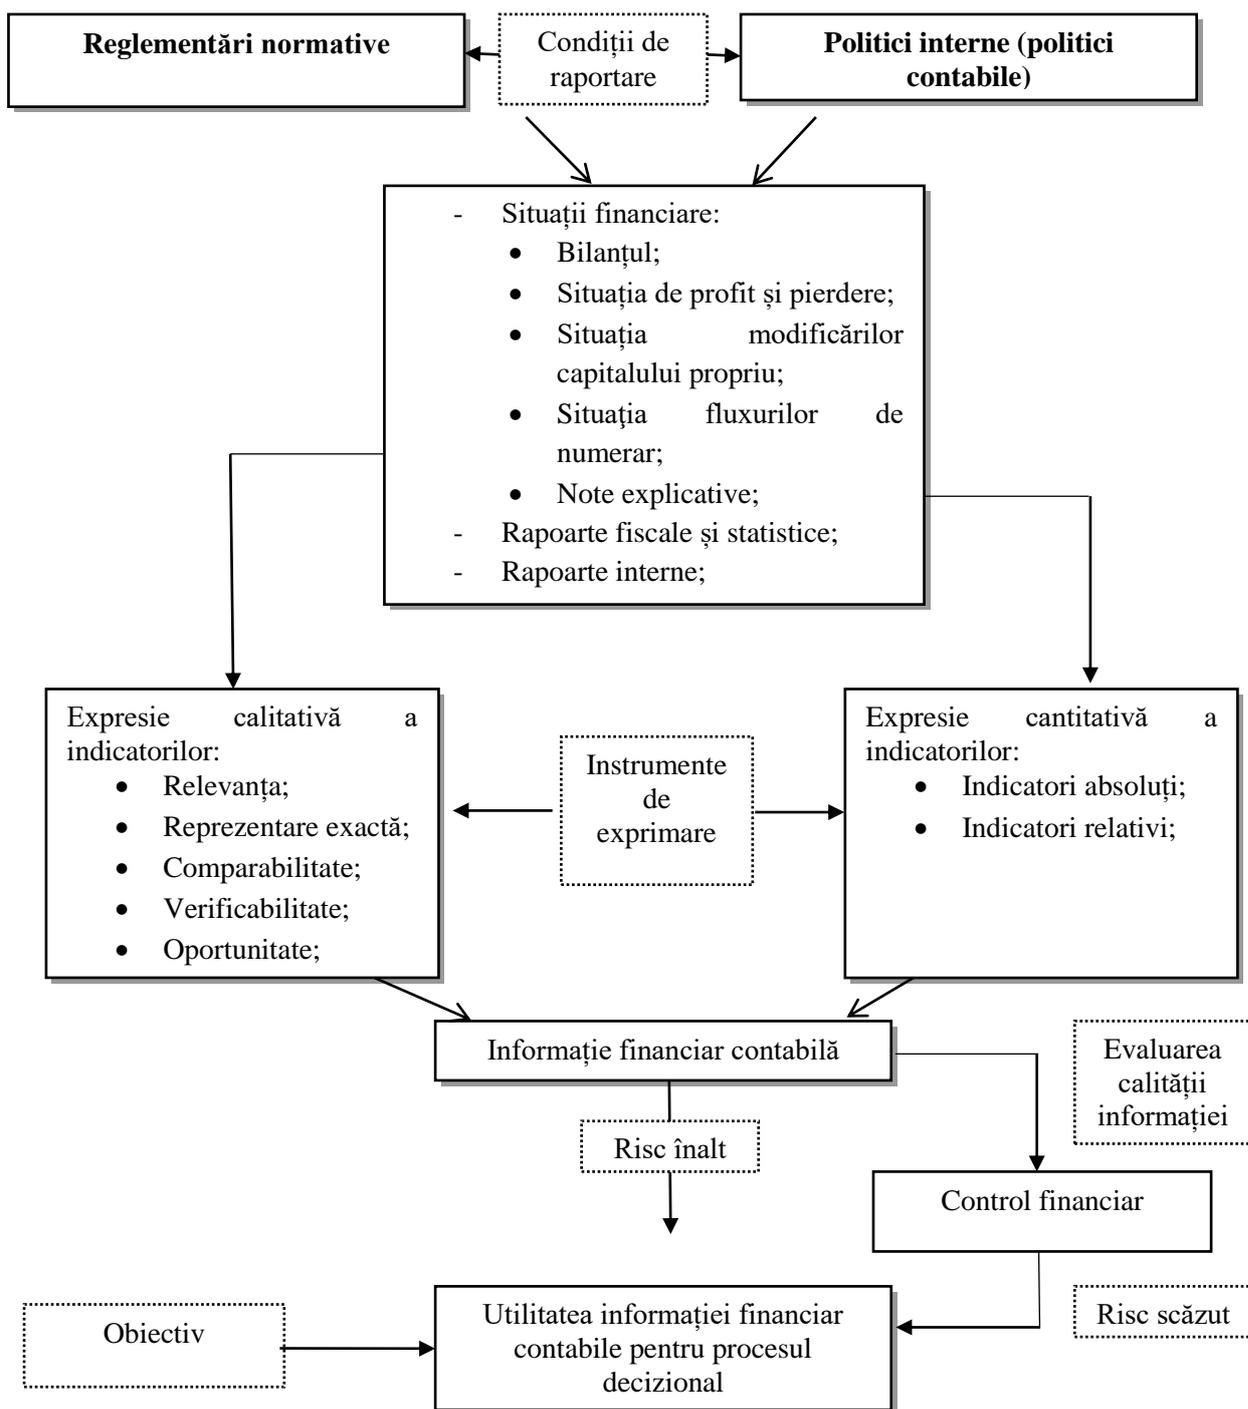 Reglementări normative
Condiții de
raportare
Politici interne (politici
contabile)
- Situații financiare:
• Bilanțul;
• Situația de profit și pierdere;
• Situația modificărilor
capitalului propriu;
• Situaţia fluxurilor de
numerar;
• Note explicative;
- Rapoarte fiscale și statistice;
- Rapoarte interne;
Expresie calitativă a
indicatorilor:
• Relevanța;
• Reprezentare exactă;
• Comparabilitate;
• Verificabilitate;
• Oportunitate;
Instrumente
de
exprimare
Expresie cantitativă a
indicatorilor:
• Indicatori absoluți;
• Indicatori relativi;
Informație financiar contabilă
Evaluarea
calității
informației
Risc înalt
Control financiar
Obiectiv
Utilitatea informației financiar
contabile pentru procesul
decizional
Risc scăzut